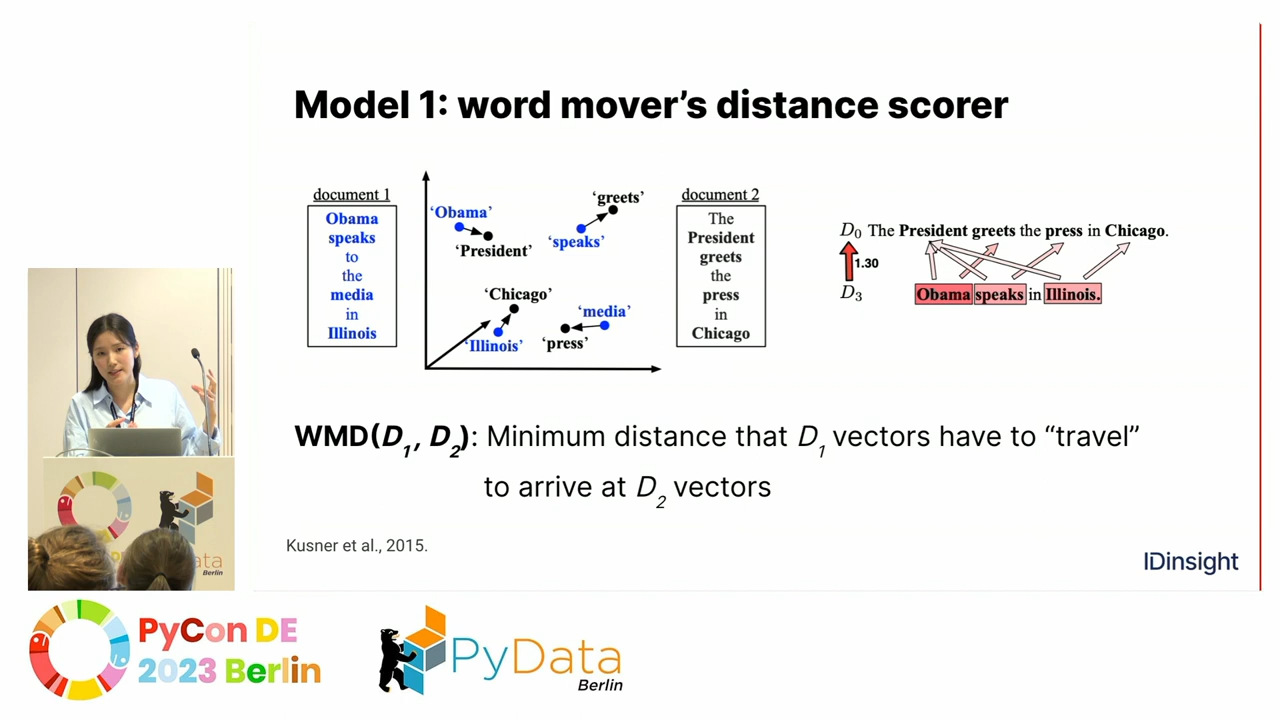 Model 1: word mover’s distance scorer
document 1
Obama
speaks
to
the
media
in
Illinois
‘Obama’
‘President’
‘greets’
‘speaks’
‘Chicago’
‘Illinois’
‘media’
‘press’
document 2
The
President
greets
the
press
in
Chicago
D0 The President greets the press in Chicago.
1.30
D3 Obama speaks in Illinois.
WMD(D1, D2): Minimum distance that D1 vectors have to “travel”
to arrive at D2 vectors
Kusner et al., 2015.
IDinsight
Berlin
PyCon DE
2023 Berlin
PyData
Berlin